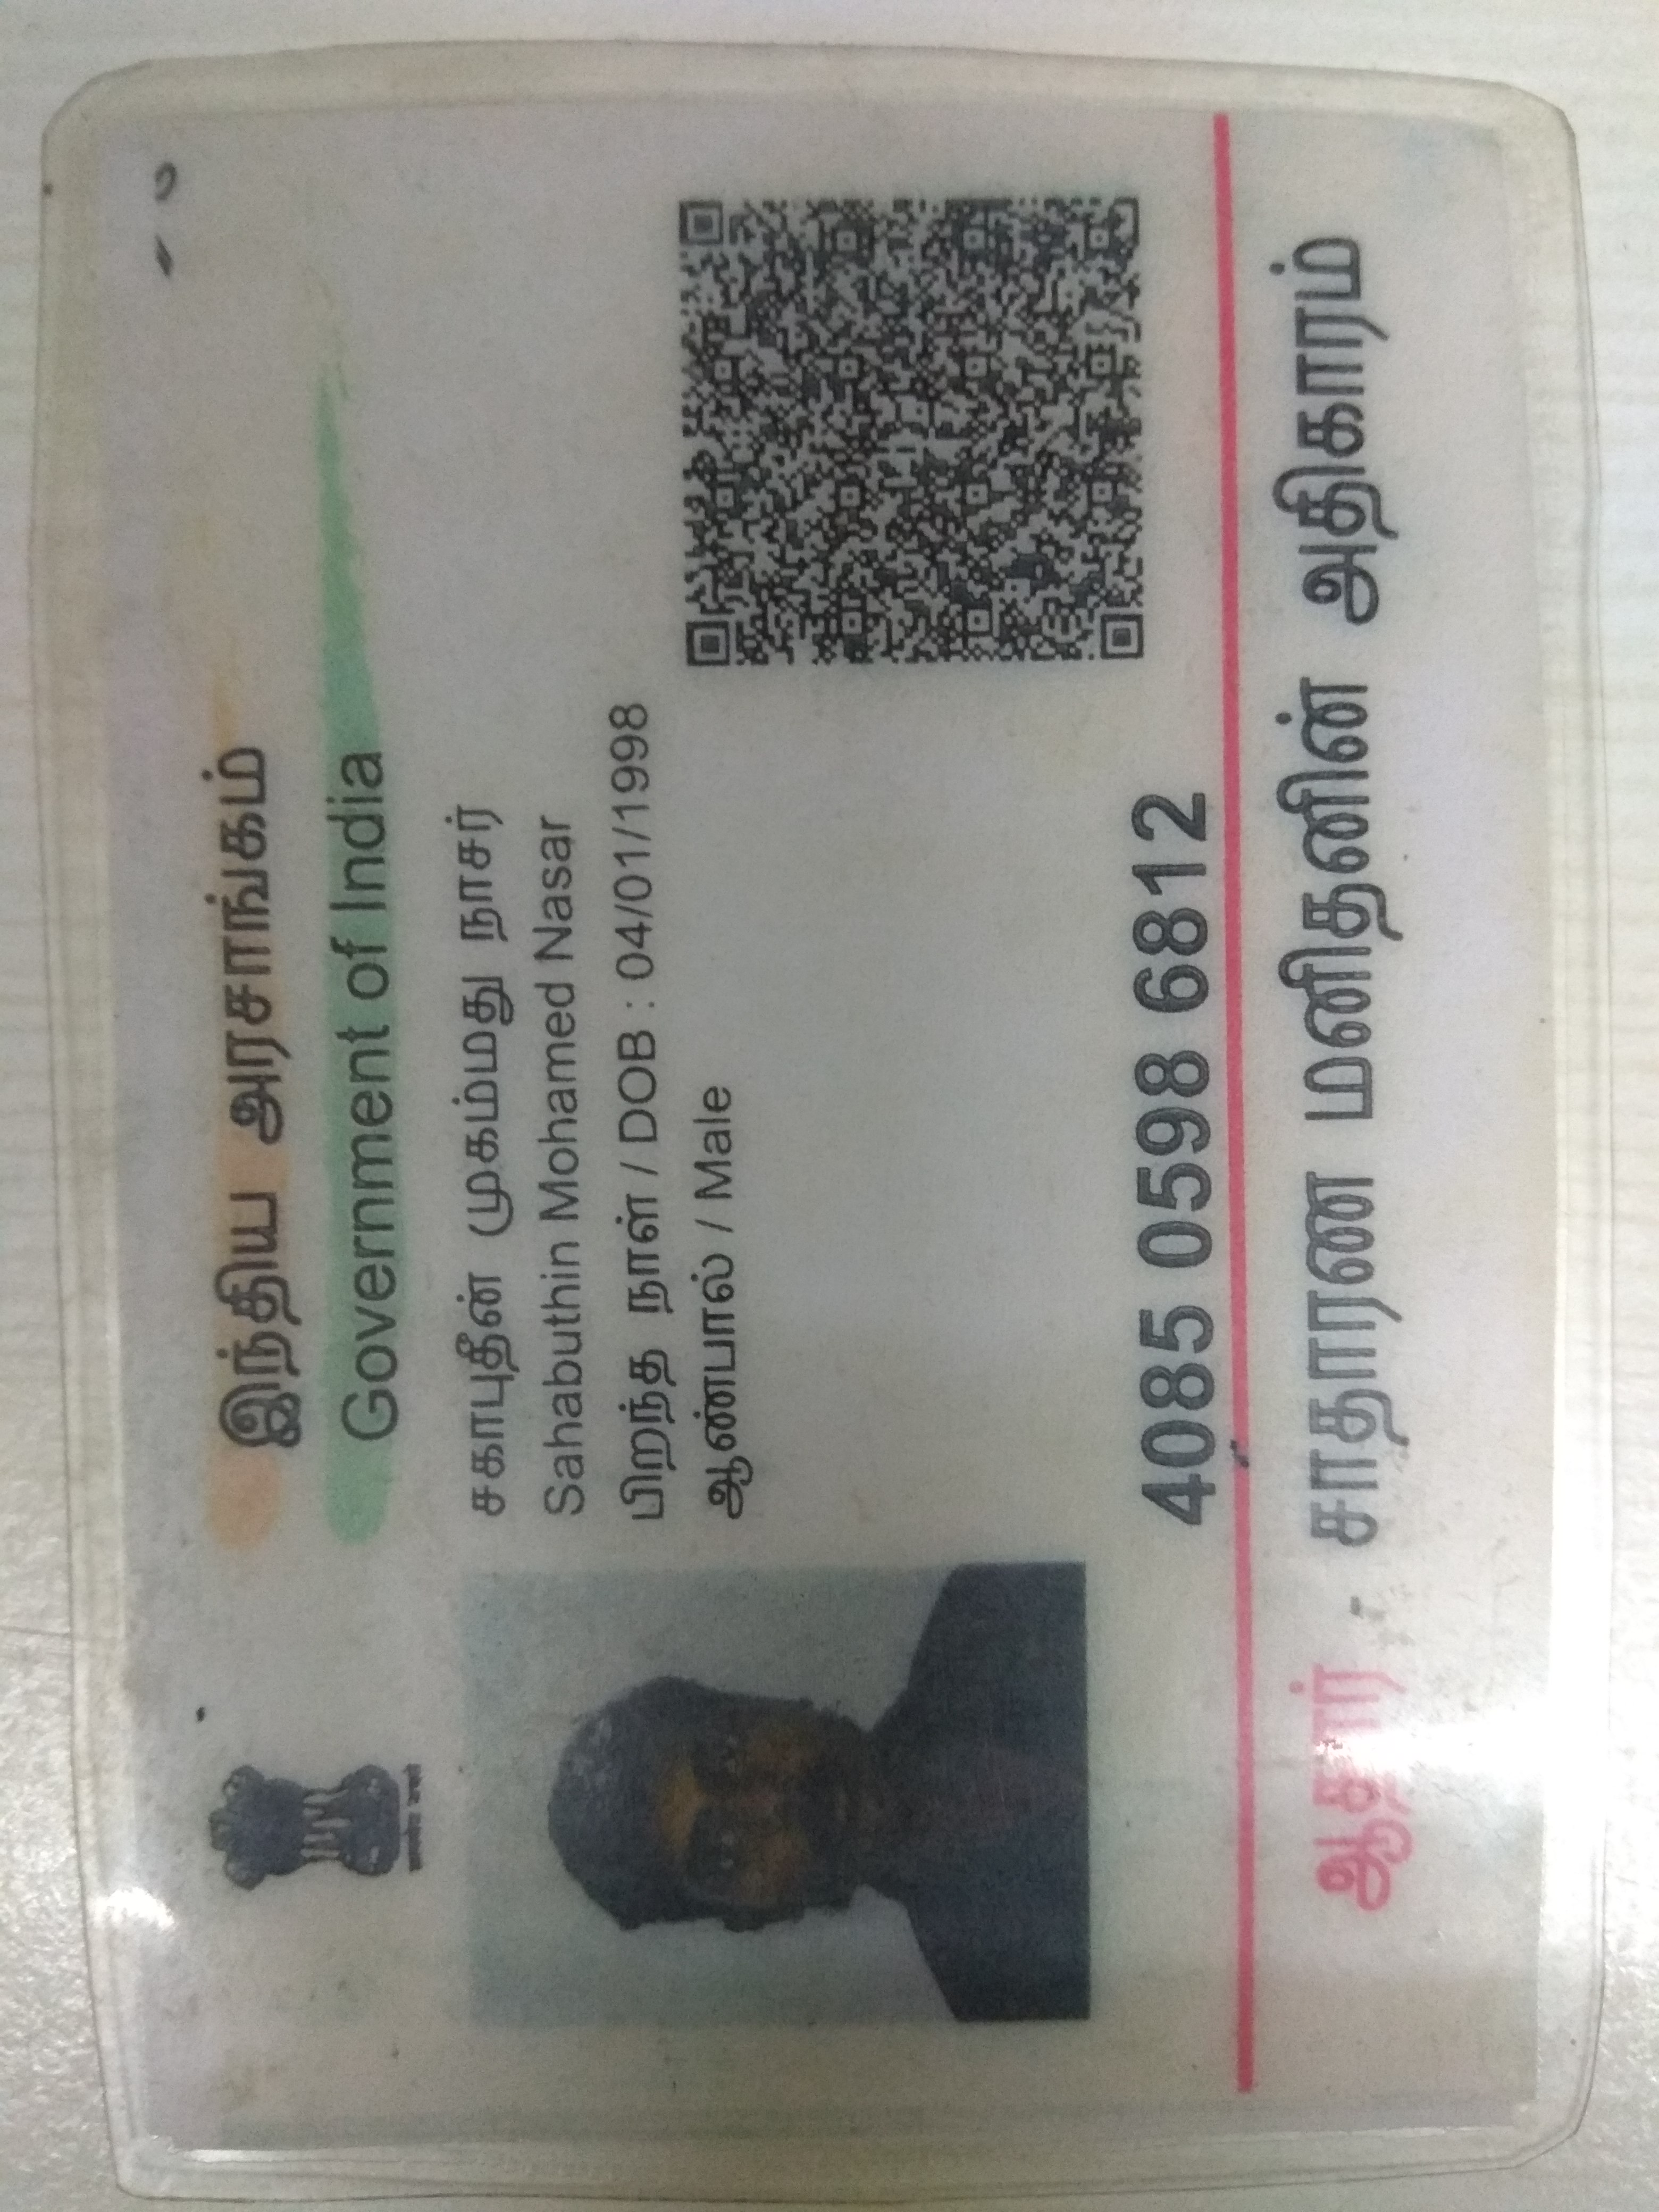 இந்திய அரசாங்கம்
Government of India
சகாபுதீன் முகம்மது நாசர்
Sahabuthin Mohamed Nasar
பிறந்த நாள் / DOB : 04/01/1998
ஆண்பால் / Male
4085 0598 6812
ஆதார் - சாதாரண மனிதனின் அதிகாரம்